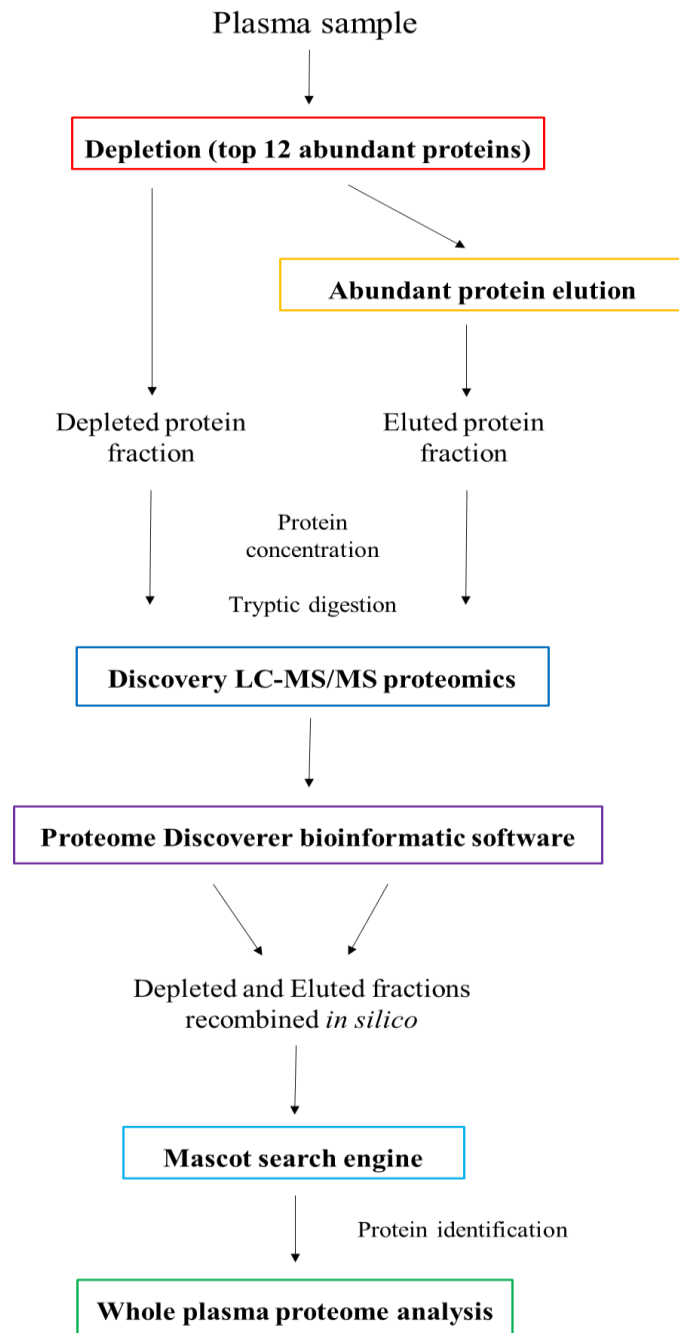 Plasma sample
Depletion (top 12 abundant proteins)
Abundant protein elution
Depleted protein
fraction
Eluted protein
fraction
Protein
concentration
Tryptic digestion
Discovery LC-MS/MS proteomics
Proteome Discoverer bioinformatic software
Depleted and Eluted fractions
recombined in silico
Mascot search engine
Protein identification
Whole plasma proteome analysis